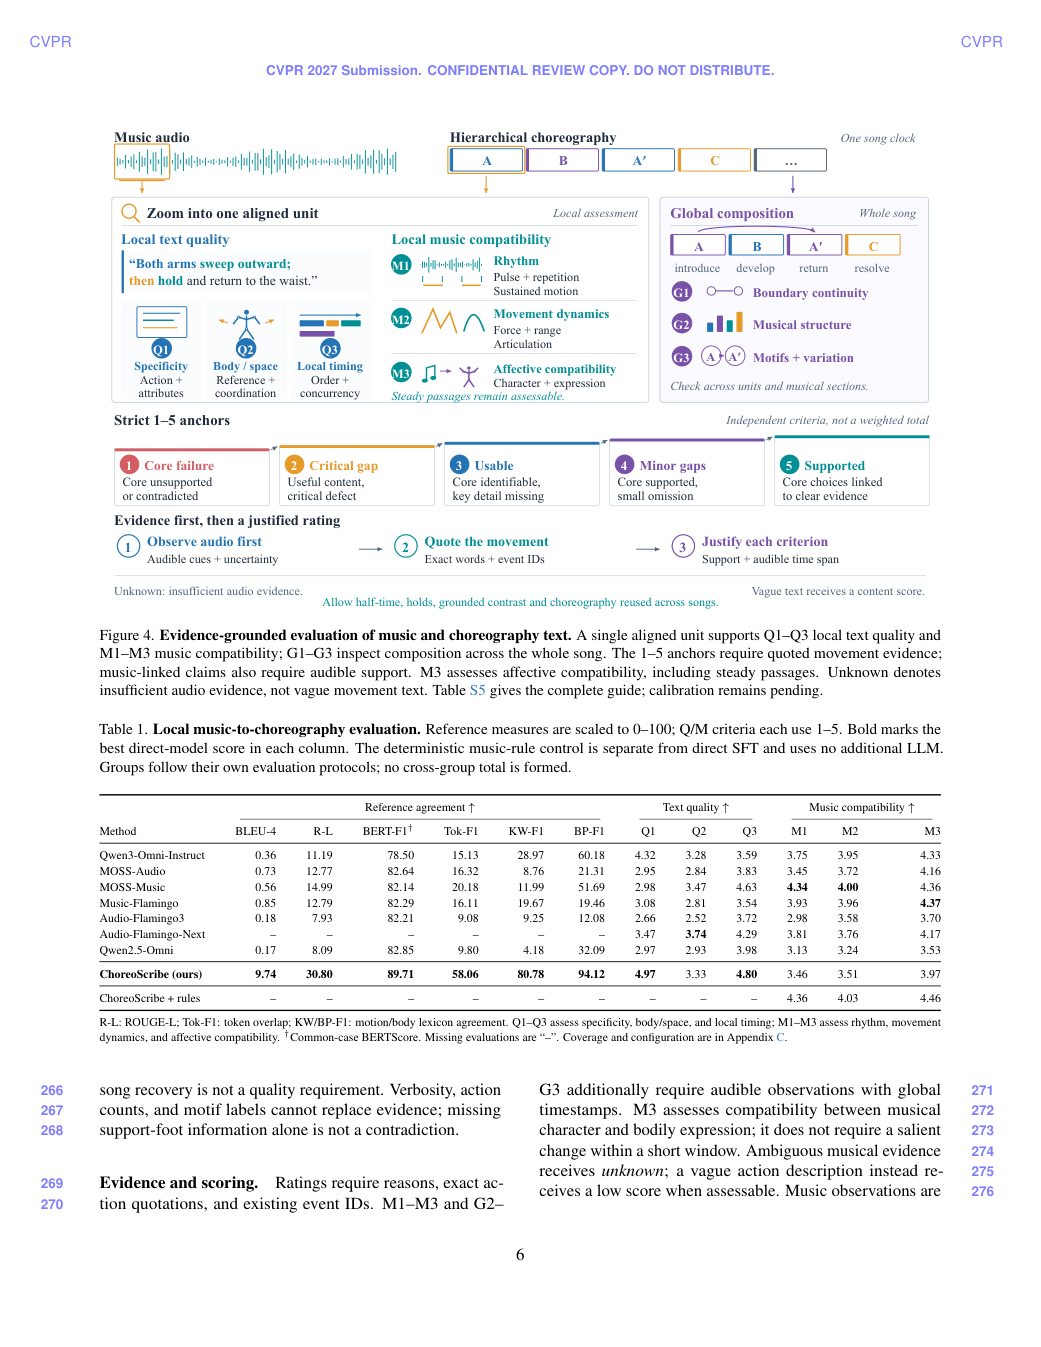 CVPR
CVPR
CVPR 2027 Submission. CONFIDENTIAL REVIEW COPY. DO NOT DISTRIBUTE.
Music audio
Hierarchical choreography
One song clock
A B A′ C …
Zoom into one aligned unit
Local assessment
Local text quality
“Both arms sweep outward;
then hold and return to the waist.”
Q1
Specificity
Action +
attributes
Q2
Body / space
Reference +
coordination
Q3
Local timing
Order +
concurrency
Local music compatibility
M1
Rhythm
Pulse + repetition
Sustained motion
M2
Movement dynamics
Force + range
Articulation
M3
Affective compatibility
Character + expression
Steady passages remain assessable.
Global composition
Whole song
A B A′ C
introduce develop return resolve
G1 Boundary continuity
G2 Musical structure
G3 A A′ Motifs + variation
Check across units and musical sections.
Strict 1–5 anchors
Independent criteria, not a weighted total
1 Core failure
Core unsupported
or contradicted
2 Critical gap
Useful content,
critical defect
3 Usable
Core identifiable,
key detail missing
4 Minor gaps
Core supported,
small omission
5 Supported
Core choices linked
to clear evidence
Evidence first, then a justified rating
1 Observe audio first
Audible cues + uncertainty
2 Quote the movement
Exact words + event IDs
3 Justify each criterion
Support + audible time span
Unknown: insufficient audio evidence.
Vague text receives a content score.
Allow half-time, holds, grounded contrast and choreography reused across songs.
Figure 4. Evidence-grounded evaluation of music and choreography text. A single aligned unit supports Q1–Q3 local text quality and
M1–M3 music compatibility; G1–G3 inspect composition across the whole song. The 1–5 anchors require quoted movement evidence;
music-linked claims also require audible support. M3 assesses affective compatibility, including steady passages. Unknown denotes
insufficient audio evidence, not vague movement text. Table S5 gives the complete guide; calibration remains pending.
Table 1. Local music-to-choreography evaluation. Reference measures are scaled to 0–100; Q/M criteria each use 1–5. Bold marks the
best direct-model score in each column. The deterministic music-rule control is separate from direct SFT and uses no additional LLM.
Groups follow their own evaluation protocols; no cross-group total is formed.
Reference agreement ↑ Text quality ↑ Music compatibility ↑
Method BLEU-4 R-L BERT-F1† Tok-F1 KW-F1 BP-F1 Q1 Q2 Q3 M1 M2 M3
Qwen3-Omni-Instruct 0.36 11.19 78.50 15.13 28.97 60.18 4.32 3.28 3.59 3.75 3.95 4.33
MOSS-Audio 0.73 12.77 82.64 16.32 8.76 21.31 2.95 2.84 3.83 3.45 3.72 4.16
MOSS-Music 0.56 14.99 82.14 20.18 11.99 51.69 2.98 3.47 4.63 4.34 4.00 4.36
Music-Flamingo 0.85 12.79 82.29 16.11 19.67 19.46 3.08 2.81 3.54 3.93 3.96 4.37
Audio-Flamingo3 0.18 7.93 82.21 9.08 9.25 12.08 2.66 2.52 3.72 2.98 3.58 3.70
Audio-Flamingo-Next – – – – – – 3.47 3.74 4.29 3.81 3.76 4.17
Qwen2.5-Omni 0.17 8.09 82.85 9.80 4.18 32.09 2.97 2.93 3.98 3.13 3.24 3.53
ChoreoScribe (ours) 9.74 30.80 89.71 58.06 80.78 94.12 4.97 3.33 4.80 3.46 3.51 3.97
ChoreoScribe + rules – – – – – – – – – 4.36 4.03 4.46
R-L: ROUGE-L; Tok-F1: token overlap; KW/BP-F1: motion/body lexicon agreement. Q1–Q3 assess specificity, body/space, and local timing; M1–M3 assess rhythm, movement
dynamics, and affective compatibility. †Common-case BERTScore. Missing evaluations are “–”. Coverage and configuration are in Appendix C.
266 song recovery is not a quality requirement. Verbosity, action
267 counts, and motif labels cannot replace evidence; missing
268 support-foot information alone is not a contradiction.
269 Evidence and scoring. Ratings require reasons, exact ac-
270 tion quotations, and existing event IDs. M1–M3 and G2–
G3 additionally require audible observations with global 271
timestamps. M3 assesses compatibility between musical 272
character and bodily expression; it does not require a salient 273
change within a short window. Ambiguous musical evidence 274
receives unknown; a vague action description instead re- 275
ceives a low score when assessable. Music observations are 276
6